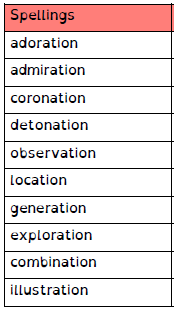 Spellings
adoration
admiration
coronation
detonation
observation
location
generation
exploration
combination
illustration